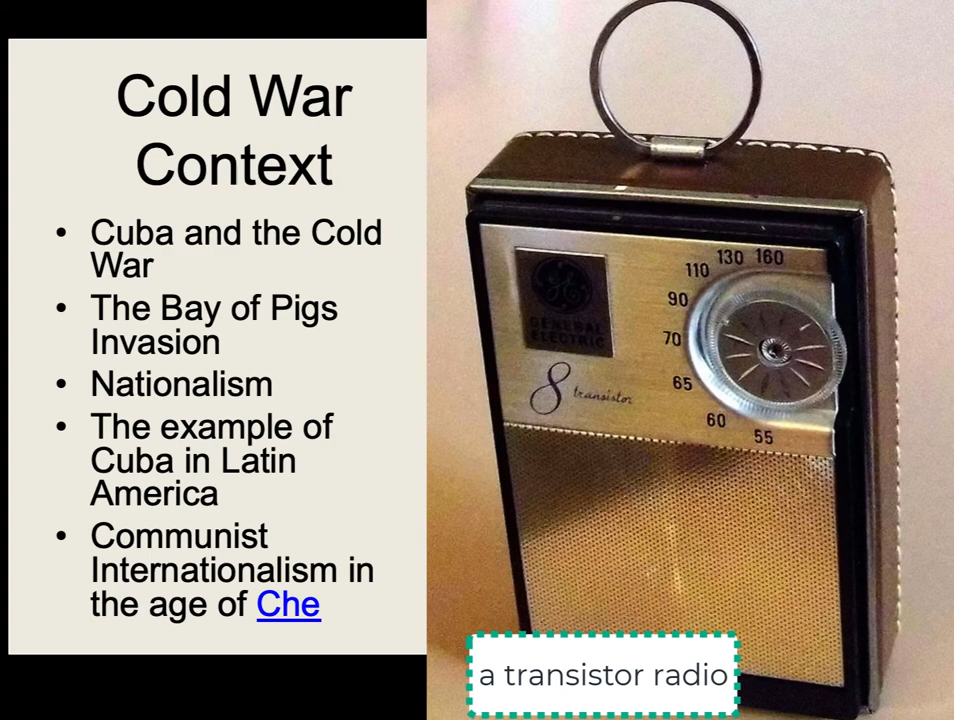 Cold War
Context
• Cuba and the Cold
War
• The Bay of Pigs
Invasion
• Nationalism
• The example of
Cuba in Latin
America
• Communist
Internationalism in
the age of Che
GENERAL
ELECTRIC
8 transistor
160
130
110
90
70
65
60
55
a transistor radio